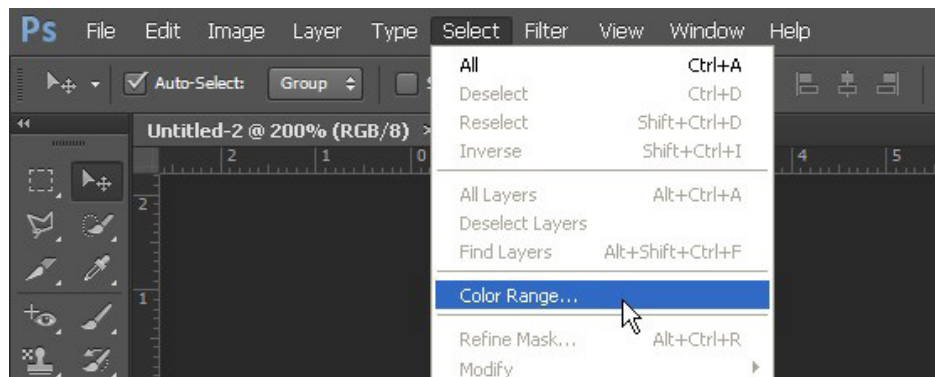 Ps File Edit Image Layer Type Select Filter View Window Help
Auto-Select: Group
Untitled-2 @ 200% (RGB/8) ×
2 1 0 4 5
2
1
All Ctrl+A
Deselect Ctrl+D
Reselect Shift+Ctrl+D
Inverse Shift+Ctrl+I
All Layers Alt+Ctrl+A
Deselect Layers
Find Layers Alt+Shift+Ctrl+F
Color Range...
Refine Mask... Alt+Ctrl+R
Modify